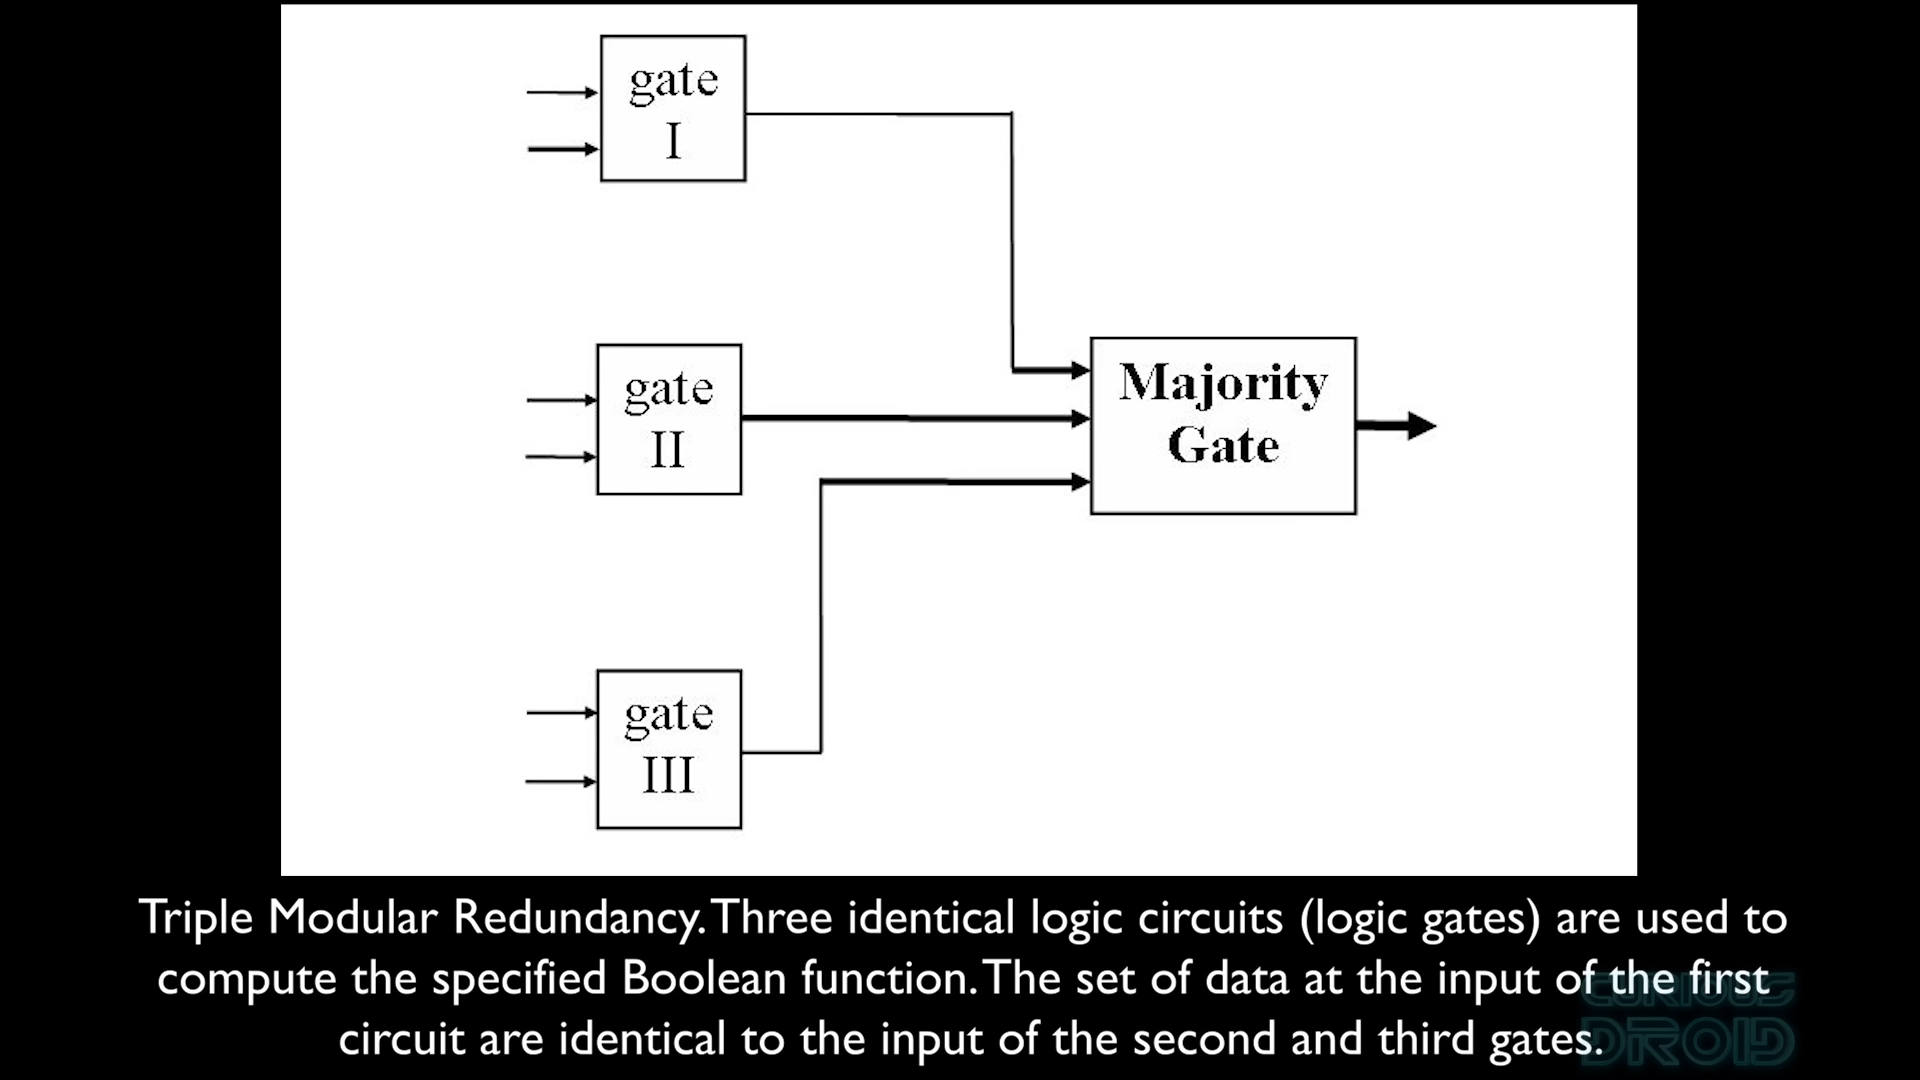 gate
I
gate
II
Majority
Gate
gate
III
Triple Modular Redundancy. Three identical logic circuits (logic gates) are used to
compute the specified Boolean function. The set of data at the input of the first
circuit are identical to the input of the second and third gates.
CURIOUS
DROID